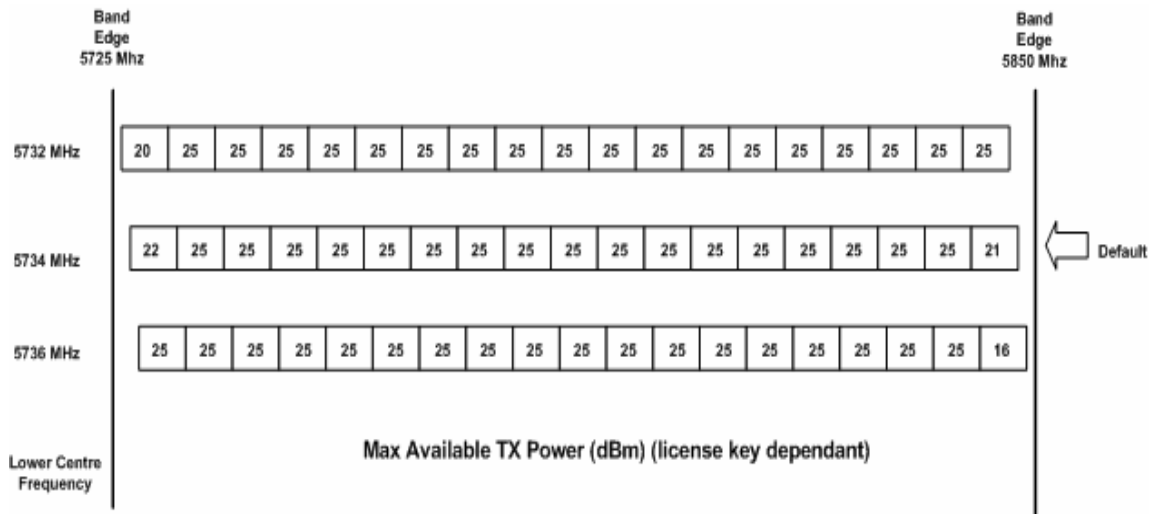 Band
Edge
5725 Mhz
Band
Edge
5850 Mhz
5732 MHz
20 25 25 25 25 25 25 25 25 25 25 25 25 25 25 25 25 25 25
5734 MHz
22 25 25 25 25 25 25 25 25 25 25 25 25 25 25 25 25 25 21
Default
5736 MHz
25 25 25 25 25 25 25 25 25 25 25 25 25 25 25 25 25 25 16
Max Available TX Power (dBm) (license key dependant)
Lower Centre
Frequency